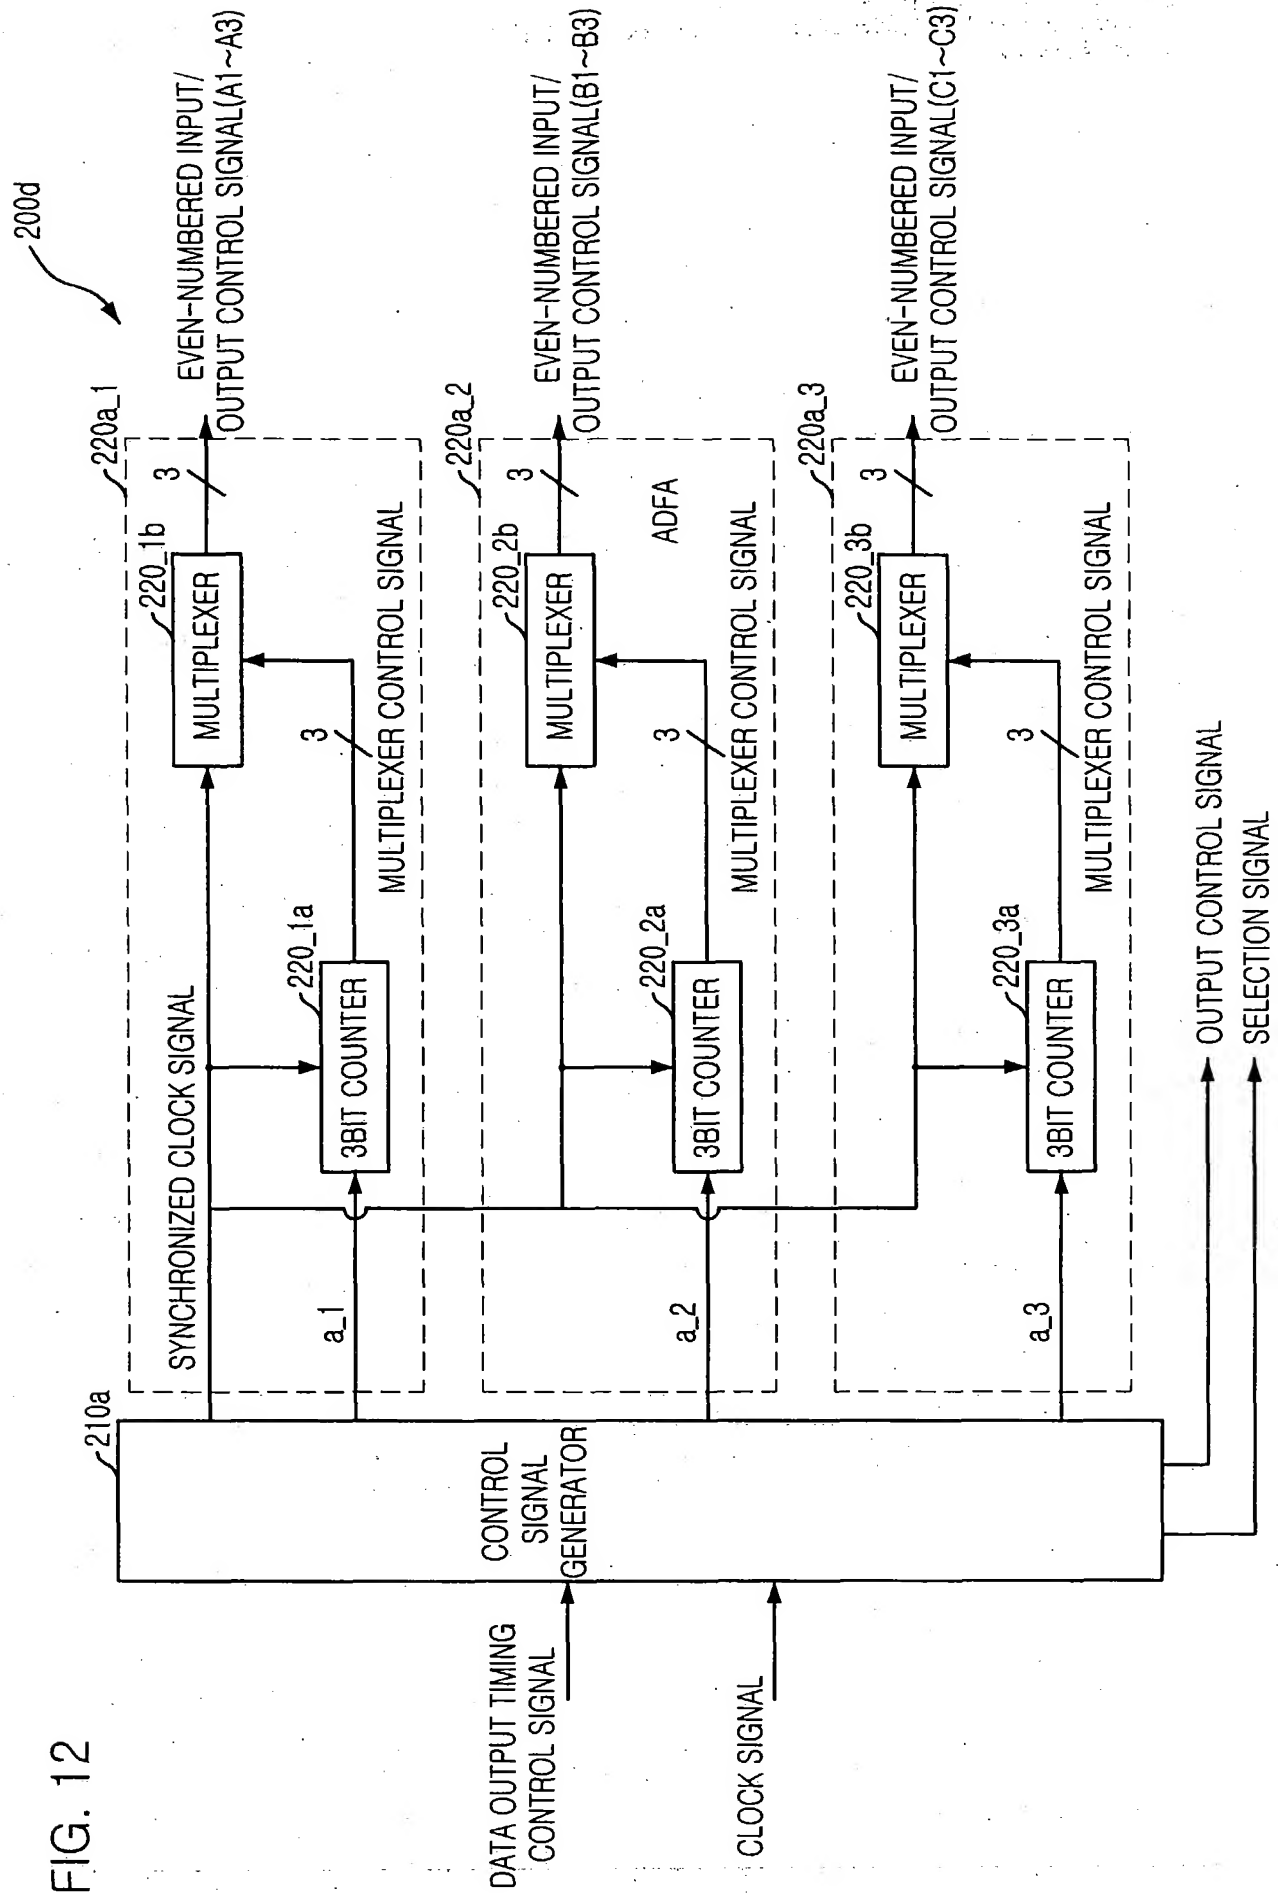 FIG. 12
200d
DATA OUTPUT TIMING
CONTROL SIGNAL
CLOCK SIGNAL
210a
CONTROL
SIGNAL
GENERATOR
220a_1
SYNCHRONIZED CLOCK SIGNAL
a_1
220_1a
3BIT COUNTER
3
MULTIPLEXER CONTROL SIGNAL
220_1b
MULTIPLEXER
3
EVEN-NUMBERED INPUT/
OUTPUT CONTROL SIGNAL(A1~A3)
220a_2
a_2
220_2a
3BIT COUNTER
3
MULTIPLEXER CONTROL SIGNAL
220_2b
MULTIPLEXER
3
ADFA
EVEN-NUMBERED INPUT/
OUTPUT CONTROL SIGNAL(B1~B3)
220a_3
a_3
220_3a
3BIT COUNTER
3
MULTIPLEXER CONTROL SIGNAL
220_3b
MULTIPLEXER
3
EVEN-NUMBERED INPUT/
OUTPUT CONTROL SIGNAL(C1~C3)
OUTPUT CONTROL SIGNAL
SELECTION SIGNAL